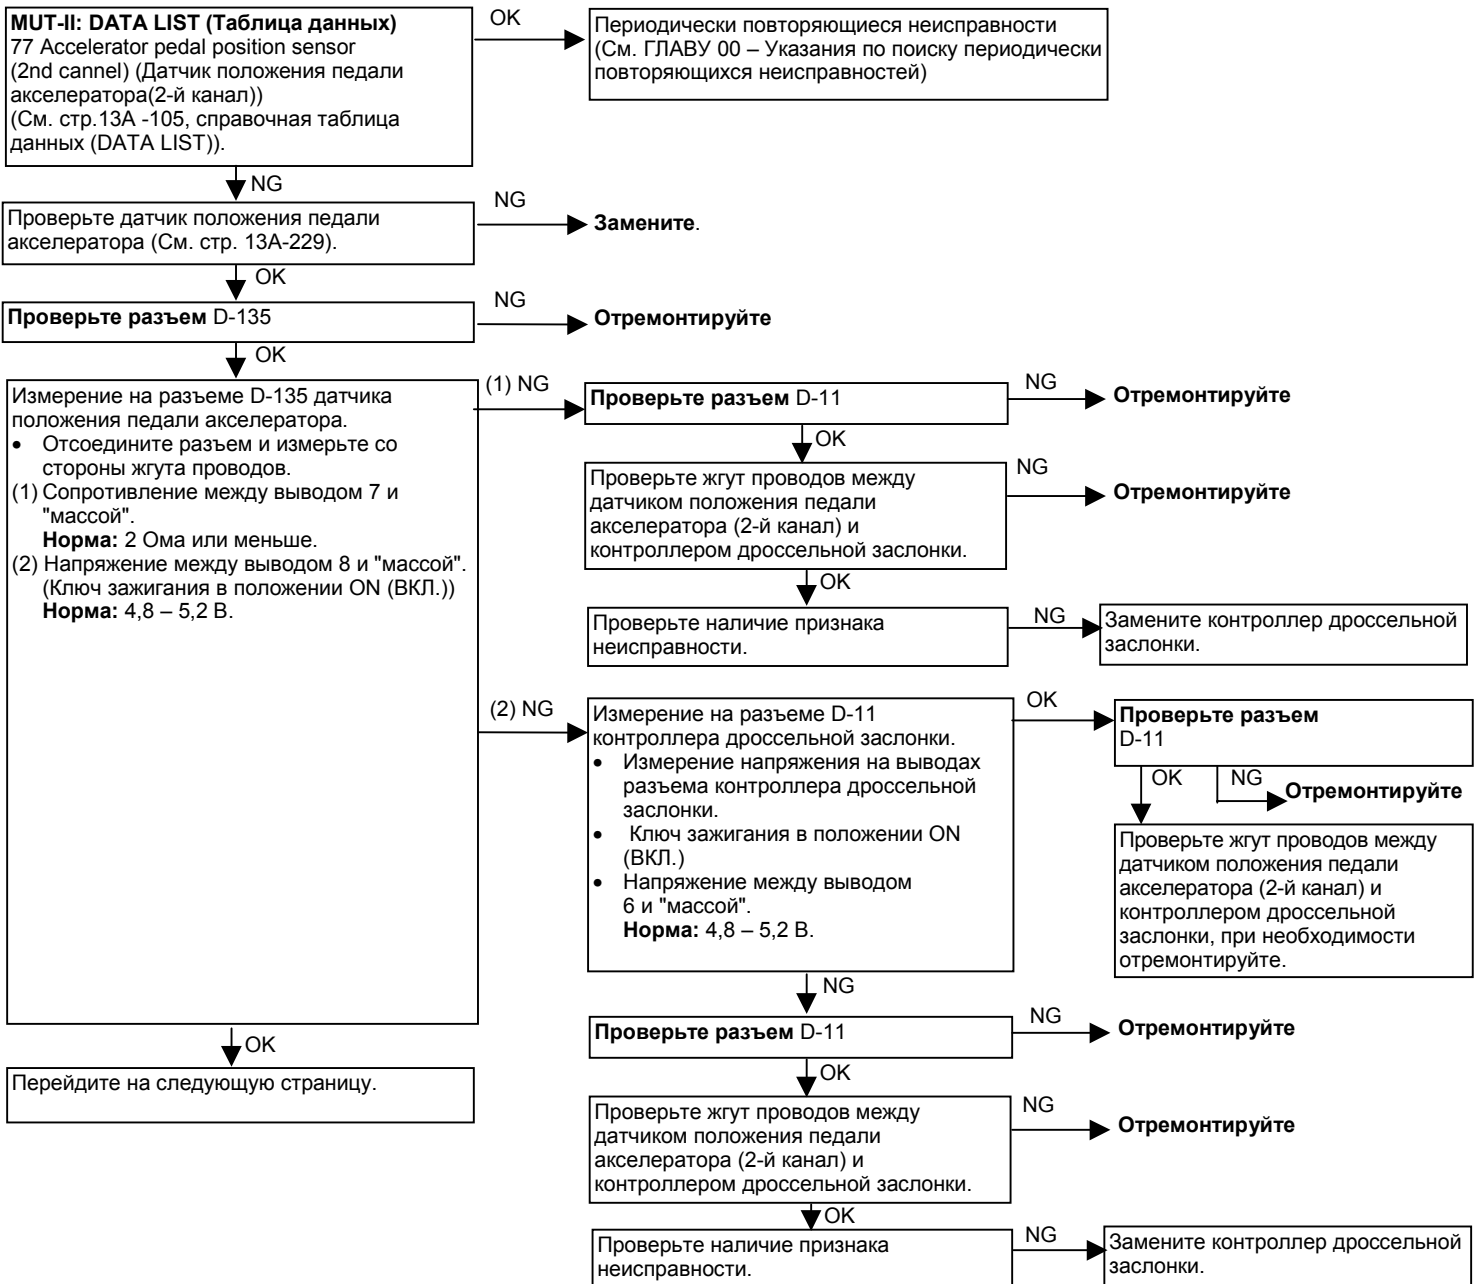 MUT-II: DATA LIST (Таблица данных)
77 Accelerator pedal position sensor
(2nd cannel) (Датчик положения педали
акселератора(2-й канал))
(См. стр.13A -105, справочная таблица
данных (DATA LIST)).
OK
Периодически повторяющиеся неисправности
(См. ГЛАВУ 00 – Указания по поиску периодически
повторяющихся неисправностей)
NG
Проверьте датчик положения педали
акселератора (См. стр. 13A-229).
NG
Замените.
OK
Проверьте разъем D-135
NG
Отремонтируйте
OK
Измерение на разъеме D-135 датчика
положения педали акселератора.
• Отсоедините разъем и измерьте со
стороны жгута проводов.
(1) Сопротивление между выводом 7 и
"массой".
Норма: 2 Ома или меньше.
(2) Напряжение между выводом 8 и "массой".
(Ключ зажигания в положении ON (ВКЛ.))
Норма: 4,8 – 5,2 В.
(1) NG
Проверьте разъем D-11
NG
Отремонтируйте
OK
Проверьте жгут проводов между
датчиком положения педали
акселератора (2-й канал) и
контроллером дроссельной заслонки.
NG
Отремонтируйте
OK
Проверьте наличие признака
неисправности.
NG
Замените контроллер дроссельной
заслонки.
(2) NG
Измерение на разъеме D-11
контроллера дроссельной заслонки.
• Измерение напряжения на выводах
разъема контроллера дроссельной
заслонки.
• Ключ зажигания в положении ON
(ВКЛ.)
• Напряжение между выводом
6 и "массой".
Норма: 4,8 – 5,2 В.
OK
Проверьте разъем
D-11
OK
NG
Отремонтируйте
Проверьте жгут проводов между
датчиком положения педали
акселератора (2-й канал) и
контроллером дроссельной
заслонки, при необходимости
отремонтируйте.
NG
Проверьте разъем D-11
NG
Отремонтируйте
OK
Проверьте жгут проводов между
датчиком положения педали
акселератора (2-й канал) и
контроллером дроссельной заслонки.
NG
Отремонтируйте
OK
Проверьте наличие признака
неисправности.
NG
Замените контроллер дроссельной
заслонки.
OK
Перейдите на следующую страницу.